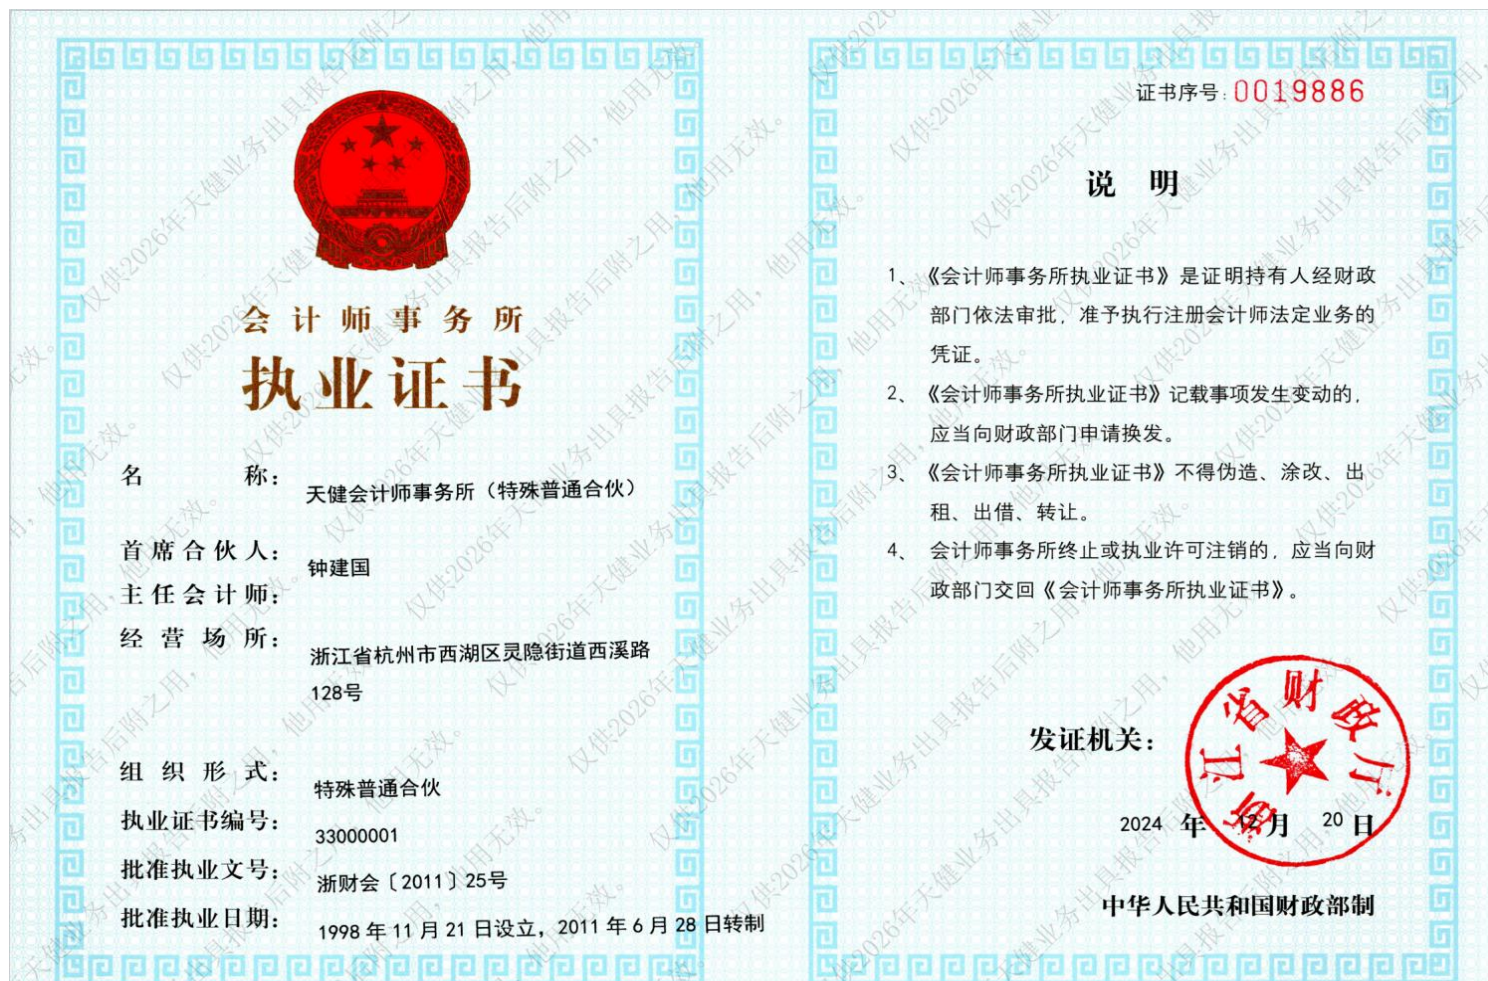 会计师事务所
执业证书
名称：
天健会计师事务所（特殊普通合伙）
首席合伙人：
钟建国
主任会计师：
经营场所：
浙江省杭州市西湖区灵隐街道西溪路
128号
组织形式：
特殊普通合伙
执业证书编号：
33000001
批准执业文号：
浙财会〔2011〕25号
批准执业日期：
1998年11月21日设立，2011年6月28日转制
证书序号：0019886
说明
1、《会计师事务所执业证书》是证明持有人经财政
部门依法审批，准予执行注册会计师法定业务的
凭证。
2、《会计师事务所执业证书》记载事项发生变动的，
应当向财政部门申请换发。
3、《会计师事务所执业证书》不得伪造、涂改、出
租、出借、转让。
4、会计师事务所终止或执业许可注销的，应当向财
政部门交回《会计师事务所执业证书》。
发证机关：
浙江省财政厅
2024年12月20日
中华人民共和国财政部制
仅供2026年天健业务出具报告后附之用，他用无效。